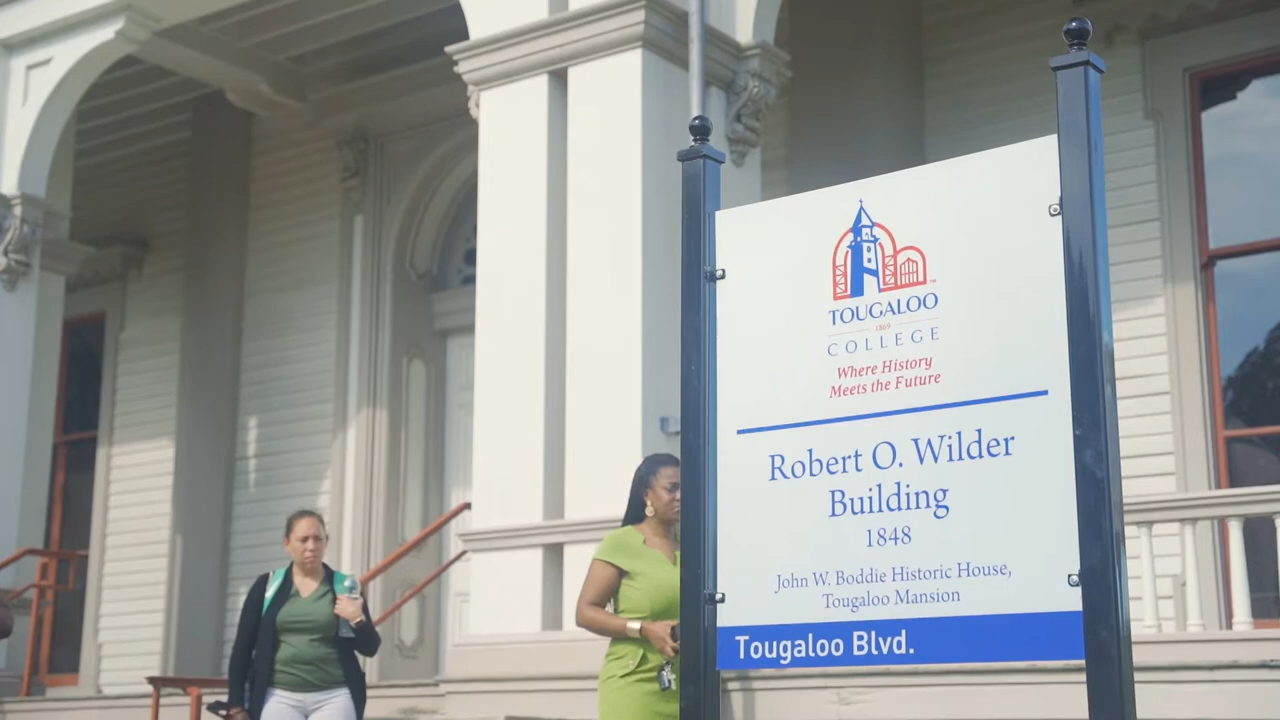 TOUGALOO
1869
COLLEGE
Where History
Meets the Future
Robert O. Wilder
Building
1848
John W. Boddie Historic House,
Tougaloo Mansion
Tougaloo Blvd.